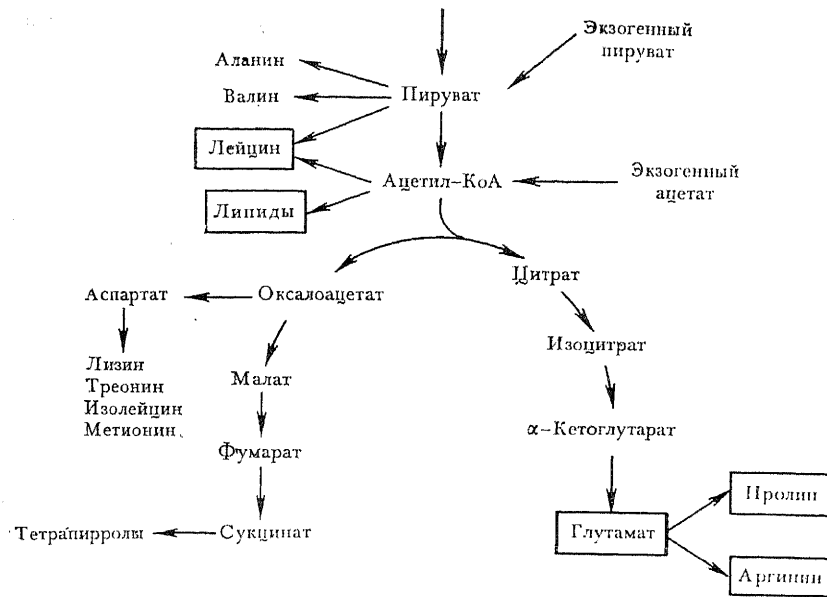 Экзогенный
пируват
Аланин
Валин
Пируват
Лейцин
Ацетил-КоА
Экзогенный
ацетат
Липиды
Цитрат
Аспартат
Оксалоацетат
Изоцитрат
Лизин
Треонин
Изолейцин
Метионин
Малат
α-Кетоглутарат
Фумарат
Пролин
Тетрапирролы
Сукцинат
Глутамат
Аргинин